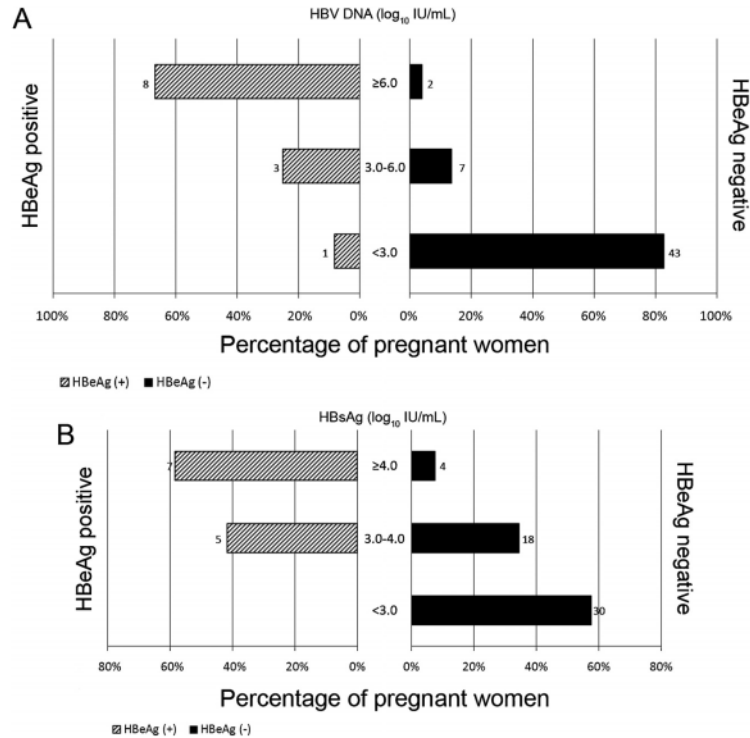 A
HBV DNA (log₁₀ IU/mL)
HBeAg positive
HBeAg negative
8 ≥6.0 2
3 3.0-6.0 7
1 <3.0 43
100% 80% 60% 40% 20% 0% 0% 20% 40% 60% 80% 100%
Percentage of pregnant women
HBeAg (+) HBeAg (-)
B
HBsAg (log₁₀ IU/mL)
HBeAg positive
HBeAg negative
7 ≥4.0 4
5 3.0-4.0 18
<3.0 30
80% 60% 40% 20% 0% 0% 20% 40% 60% 80%
Percentage of pregnant women
HBeAg (+) HBeAg (-)